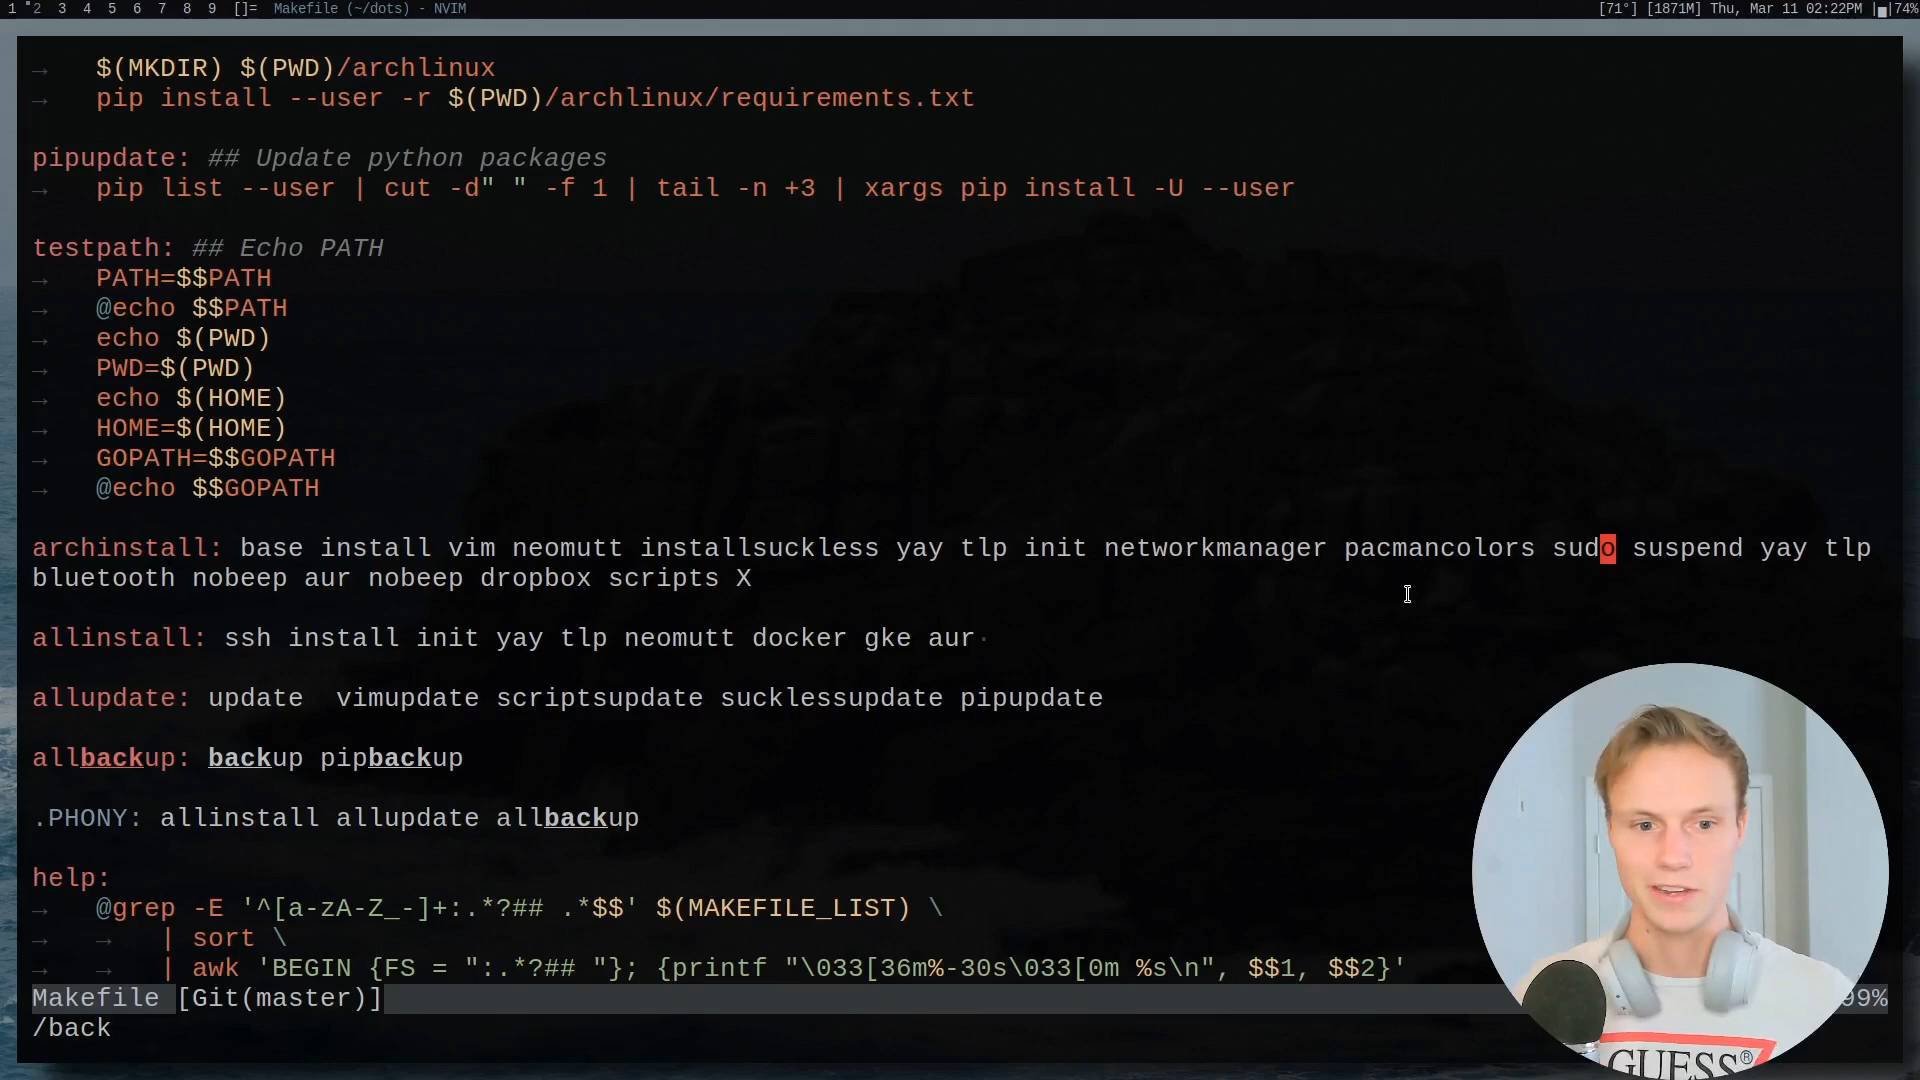 1 2 3 4 5 6 7 8 9 []= Makefile (~/dots) - NVIM [71°] [1871M] Thu, Mar 11 02:22PM |▄|74%
→ $(MKDIR) $(PWD)/archlinux
→ pip install --user -r $(PWD)/archlinux/requirements.txt
pipupdate: ## Update python packages
→ pip list --user | cut -d" " -f 1 | tail -n +3 | xargs pip install -U --user
testpath: ## Echo PATH
→ PATH=$$PATH
→ @echo $$PATH
→ echo $(PWD)
→ PWD=$(PWD)
→ echo $(HOME)
→ HOME=$(HOME)
→ GOPATH=$$GOPATH
→ @echo $$GOPATH
archinstall: base install vim neomutt installsuckless yay tlp init networkmanager pacmancolors sudo suspend yay tlp
bluetooth nobeep aur nobeep dropbox scripts X
allinstall: ssh install init yay tlp neomutt docker gke aur·
allupdate: update  vimupdate scriptsupdate sucklessupdate pipupdate
allbackup: backup pipbackup
.PHONY: allinstall allupdate allbackup
help:
→ @grep -E '^[a-zA-Z_-]+:.*?## .*$$' $(MAKEFILE_LIST) \
→ → | sort \
→ → | awk 'BEGIN {FS = ":.*?## "}; {printf "\033[36m%-30s\033[0m %s\n", $$1, $$2}'
Makefile [Git(master)] 99%
/back
GUESS®